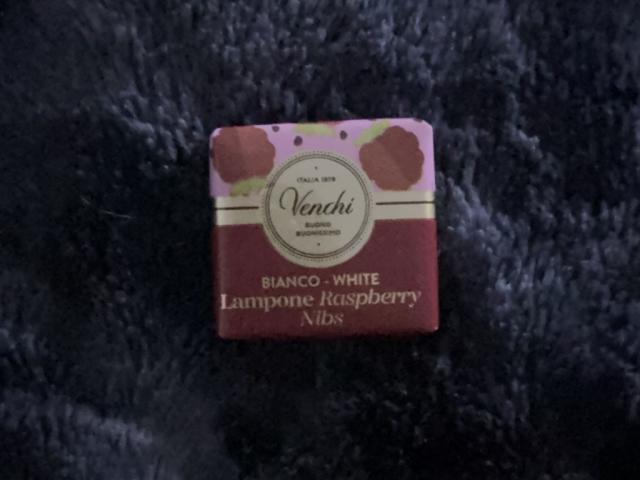 ITALIA 1878
Venchi
BUONO
BUONISSIMO
BIANCO - WHITE
Lampone Raspberry
Nibs